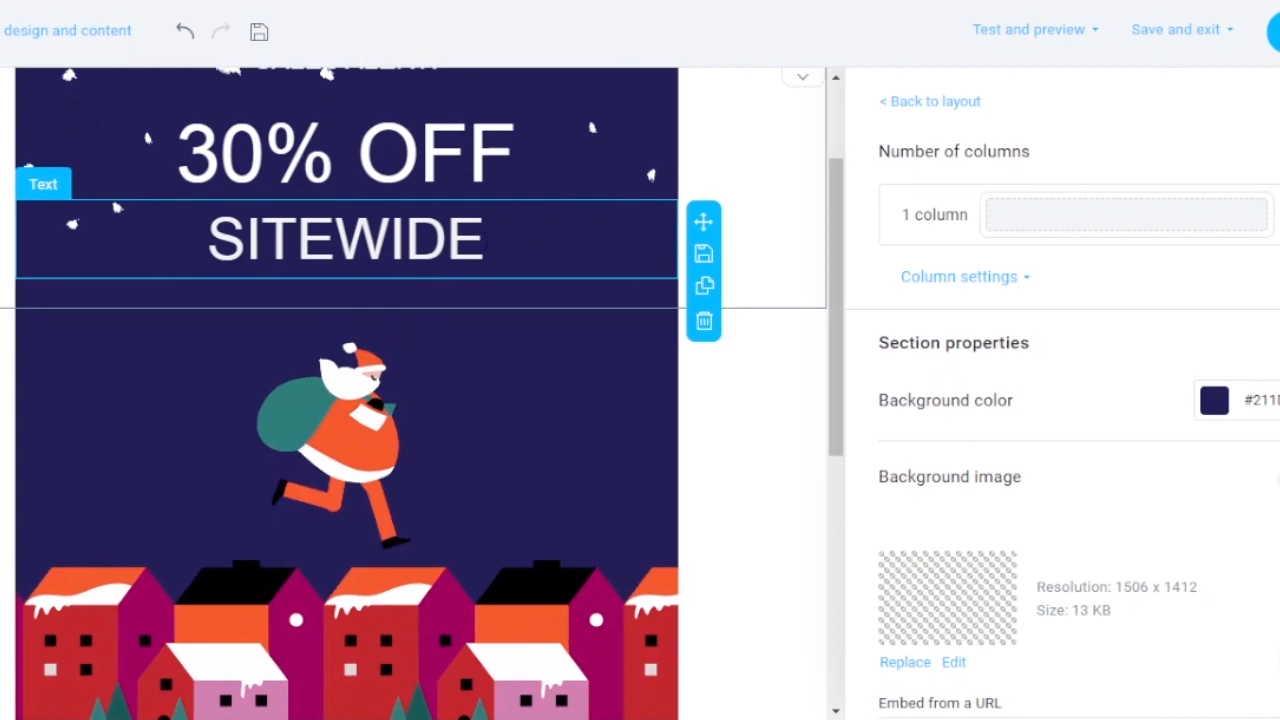 design and content
Test and preview
Save and exit
30% OFF
Text
SITEWIDE
< Back to layout
Number of columns
1 column
Column settings
Section properties
Background color
#211
Background image
Resolution: 1506 x 1412
Size: 13 KB
Replace Edit
Embed from a URL